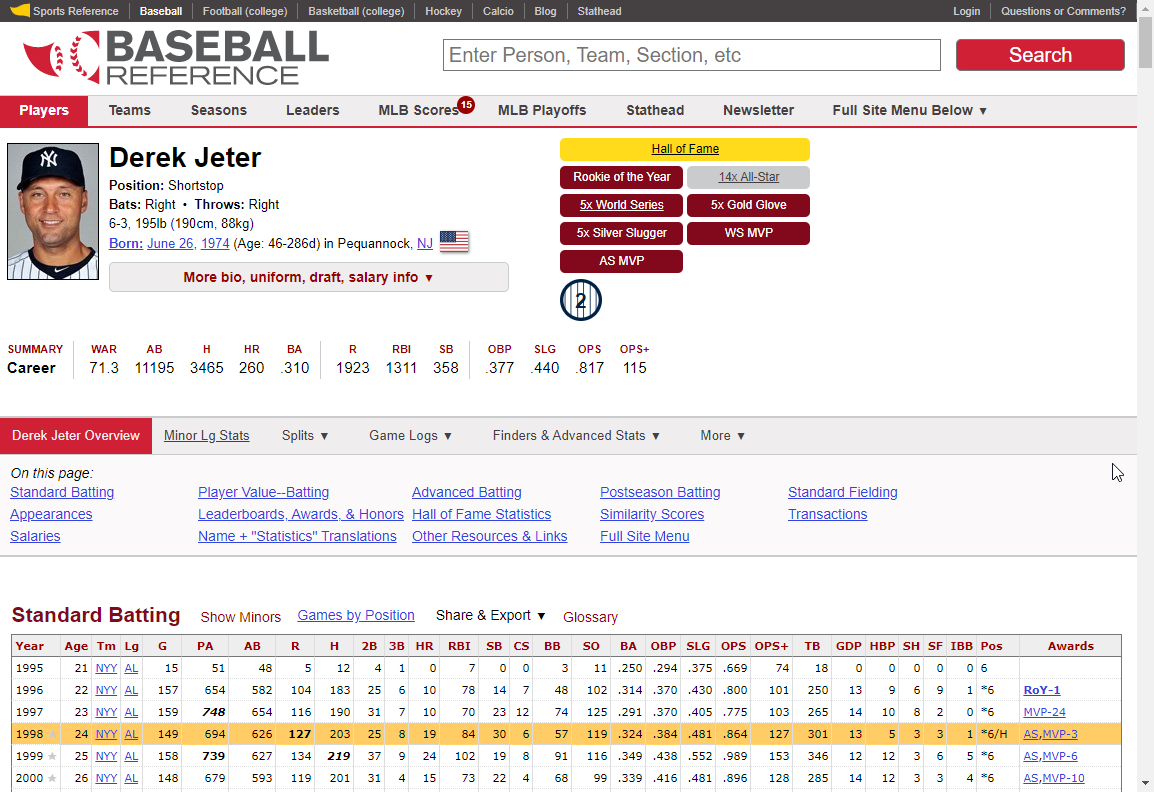 Sports Reference Baseball Football (college) Basketball (college) Hockey Calcio Blog Stathead Login Questions or Comments?
BASEBALL
REFERENCE
Enter Person, Team, Section, etc Search
Players Teams Seasons Leaders MLB Scores 15 MLB Playoffs Stathead Newsletter Full Site Menu Below ▼
Derek Jeter
Position: Shortstop
Bats: Right • Throws: Right
6-3, 195lb (190cm, 88kg)
Born: June 26, 1974 (Age: 46-286d) in Pequannock, NJ
More bio, uniform, draft, salary info ▼
Hall of Fame
Rookie of the Year 14x All-Star
5x World Series 5x Gold Glove
5x Silver Slugger WS MVP
AS MVP
2
SUMMARY WAR AB H HR BA R RBI SB OBP SLG OPS OPS+
Career 71.3 11195 3465 260 .310 1923 1311 358 .377 .440 .817 115
Derek Jeter Overview Minor Lg Stats Splits ▼ Game Logs ▼ Finders & Advanced Stats ▼ More ▼
On this page:
Standard Batting Player Value--Batting Advanced Batting Postseason Batting Standard Fielding
Appearances Leaderboards, Awards, & Honors Hall of Fame Statistics Similarity Scores Transactions
Salaries Name + "Statistics" Translations Other Resources & Links Full Site Menu
Standard Batting Show Minors Games by Position Share & Export ▼ Glossary
Year Age Tm Lg G PA AB R H 2B 3B HR RBI SB CS BB SO BA OBP SLG OPS OPS+ TB GDP HBP SH SF IBB Pos Awards
1995 21 NYY AL 15 51 48 5 12 4 1 0 7 0 0 3 11 .250 .294 .375 .669 74 18 0 0 0 0 0 6
1996 22 NYY AL 157 654 582 104 183 25 6 10 78 14 7 48 102 .314 .370 .430 .800 101 250 13 9 6 9 1 *6 RoY-1
1997 23 NYY AL 159 748 654 116 190 31 7 10 70 23 12 74 125 .291 .370 .405 .775 103 265 14 10 8 2 0 *6 MVP-24
1998 ★ 24 NYY AL 149 694 626 127 203 25 8 19 84 30 6 57 119 .324 .384 .481 .864 127 301 13 5 3 3 1 *6/H AS,MVP-3
1999 ★ 25 NYY AL 158 739 627 134 219 37 9 24 102 19 8 91 116 .349 .438 .552 .989 153 346 12 12 3 6 5 *6 AS,MVP-6
2000 ★ 26 NYY AL 148 679 593 119 201 31 4 15 73 22 4 68 99 .339 .416 .481 .896 128 285 14 12 3 3 4 *6 AS,MVP-10